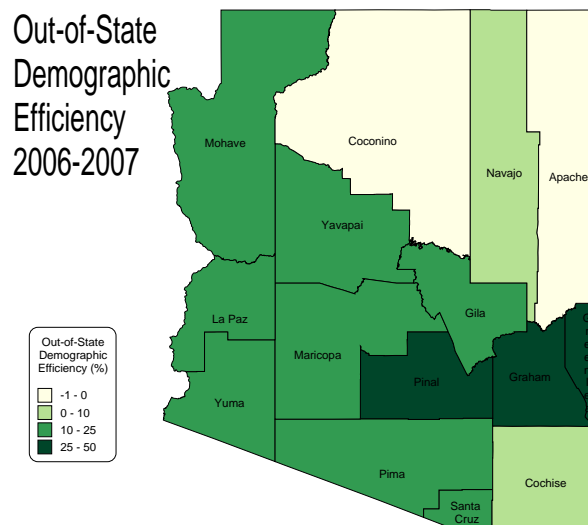 Out-of-State
Demographic
Efficiency
2006-2007
Mohave
Coconino
Navajo
Apache
Yavapai
La Paz
Gila
Maricopa
Yuma
Pinal
Graham
Pima
Cochise
Santa
Cruz
Out-of-State
Demographic
Efficiency (%)
-1 - 0
0 - 10
10 - 25
25 - 50